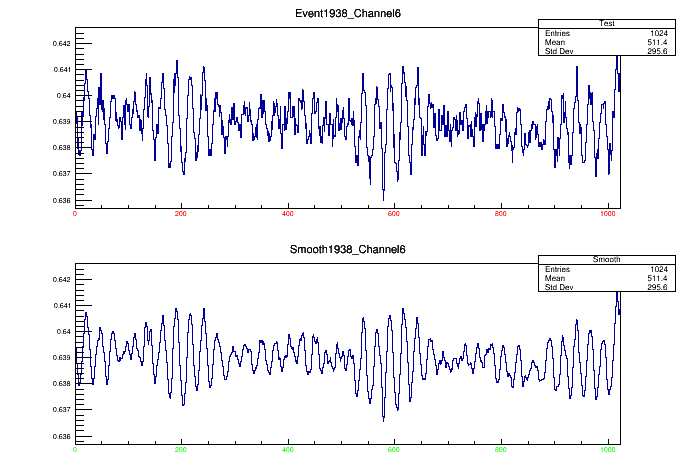 Event1938_Channel6
Test
Entries 1024
Mean 511.4
Std Dev 295.6
0.642
0.641
0.64
0.639
0.638
0.637
0.636
0 200 400 600 800 1000
Smooth1938_Channel6
Smooth
Entries 1024
Mean 511.4
Std Dev 295.6
0.642
0.641
0.64
0.639
0.638
0.637
0.636
0 200 400 600 800 1000